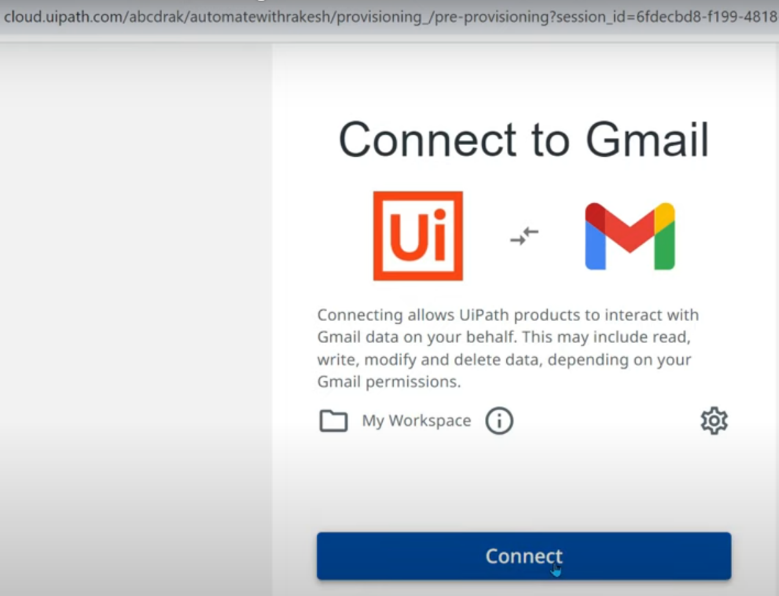 cloud.uipath.com/abcdrak/automatewithrakesh/provisioning_/pre-provisioning?session_id=6fdecbd8-f199-4818
Connect to Gmail
Ui
Connecting allows UiPath products to interact with
Gmail data on your behalf. This may include read,
write, modify and delete data, depending on your
Gmail permissions.
My Workspace
Connect